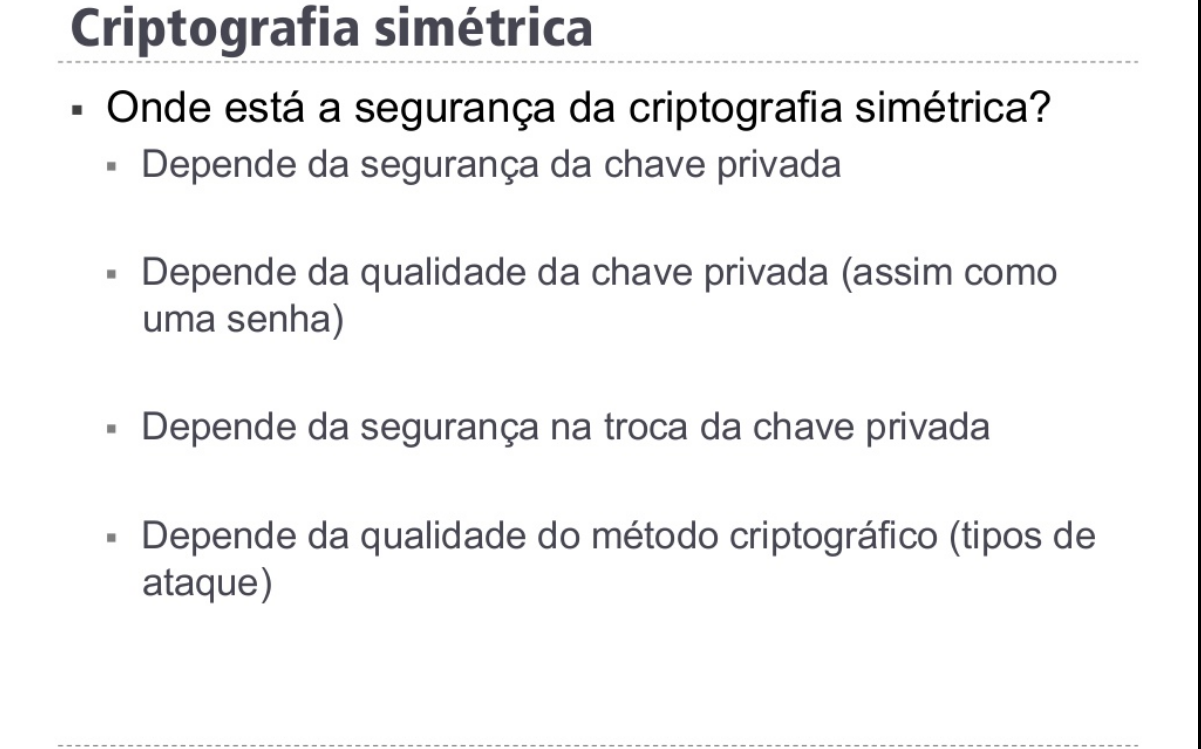 Criptografia simétrica
▪ Onde está a segurança da criptografia simétrica?
▪ Depende da segurança da chave privada
▪ Depende da qualidade da chave privada (assim como
uma senha)
▪ Depende da segurança na troca da chave privada
▪ Depende da qualidade do método criptográfico (tipos de
ataque)